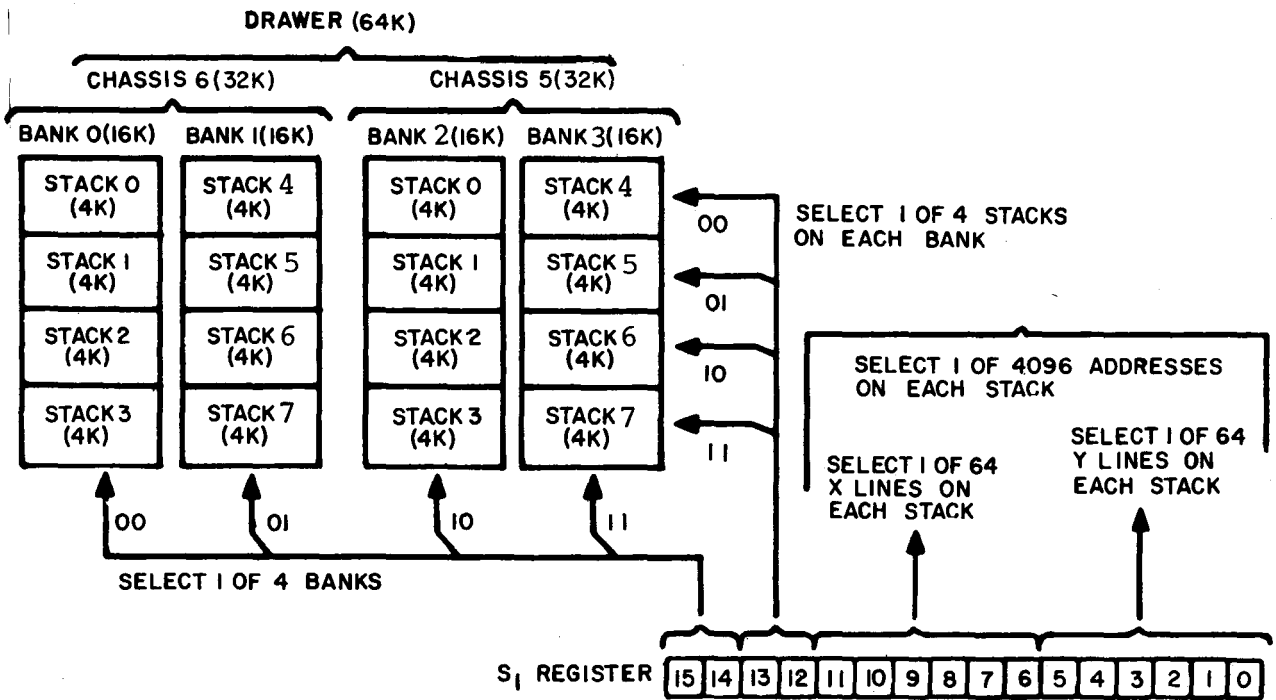 DRAWER (64K)
CHASSIS 6(32K) CHASSIS 5(32K)
BANK 0(16K) BANK 1(16K) BANK 2(16K) BANK 3(16K)
STACK 0 (4K) STACK 4 (4K) STACK 0 (4K) STACK 4 (4K)
00
SELECT 1 OF 4 STACKS
ON EACH BANK
STACK 1 (4K) STACK 5 (4K) STACK 1 (4K) STACK 5 (4K)
01
STACK 2 (4K) STACK 6 (4K) STACK 2 (4K) STACK 6 (4K)
10
STACK 3 (4K) STACK 7 (4K) STACK 3 (4K) STACK 7 (4K)
11
SELECT 1 OF 4096 ADDRESSES
ON EACH STACK
SELECT 1 OF 64
X LINES ON
EACH STACK
SELECT 1 OF 64
Y LINES ON
EACH STACK
00 01 10 11
SELECT 1 OF 4 BANKS
S1 REGISTER 15 14 13 12 11 10 9 8 7 6 5 4 3 2 1 0